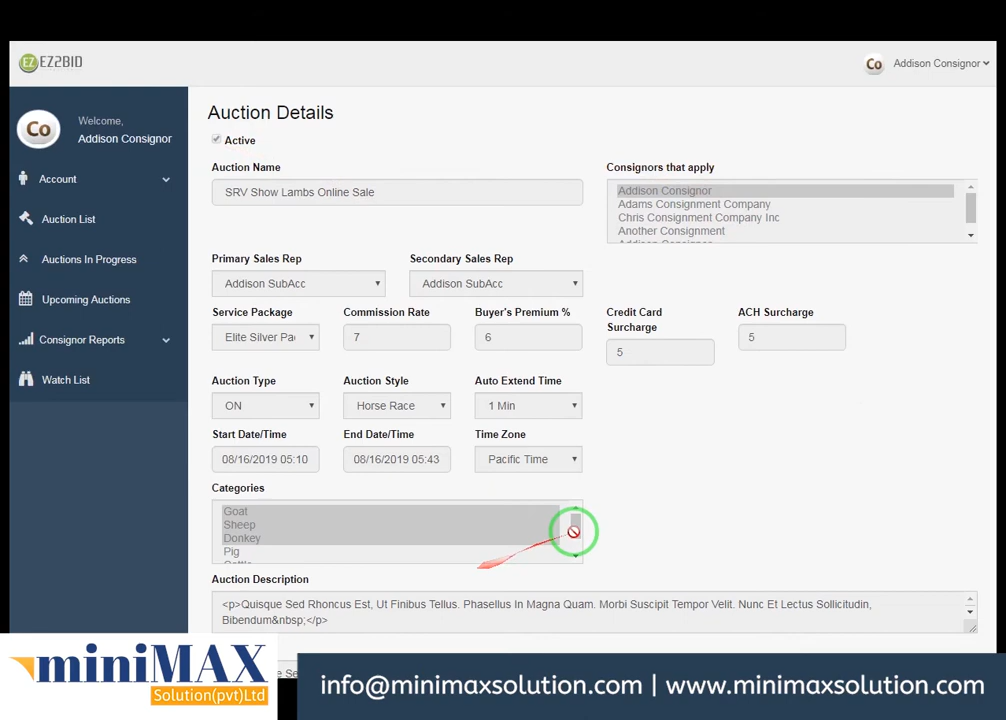 EZ EZ2BID
Co Addison Consignor
Co Welcome,
Addison Consignor
Account
Auction List
Auctions In Progress
Upcoming Auctions
Consignor Reports
Watch List
Auction Details
Active
Auction Name
SRV Show Lambs Online Sale
Consignors that apply
Addison Consignor
Adams Consignment Company
Chris Consignment Company Inc
Another Consignment
Primary Sales Rep
Addison SubAcc
Secondary Sales Rep
Addison SubAcc
Service Package
Elite Silver Pac
Commission Rate
7
Buyer's Premium %
6
Credit Card
Surcharge
5
ACH Surcharge
5
Auction Type
ON
Auction Style
Horse Race
Auto Extend Time
1 Min
Start Date/Time
08/16/2019 05:10
End Date/Time
08/16/2019 05:43
Time Zone
Pacific Time
Categories
Goat
Sheep
Donkey
Pig
Auction Description
<p>Quisque Sed Rhoncus Est, Ut Finibus Tellus. Phasellus In Magna Quam. Morbi Suscipit Tempor Velit. Nunc Et Lectus Sollicitudin,
Bibendum&nbsp;</p>
miniMAX
Solution(pvt)Ltd
info@minimaxsolution.com | www.minimaxsolution.com